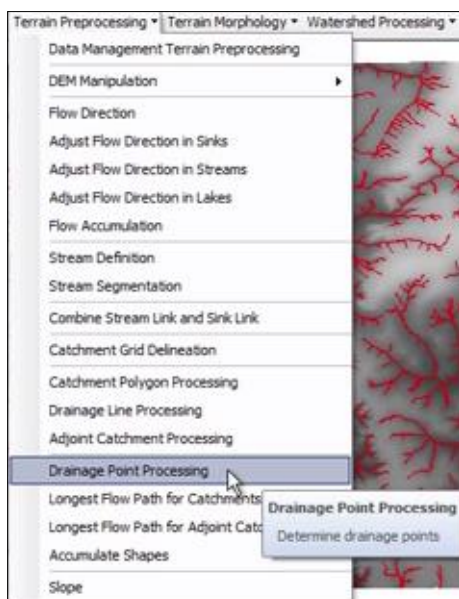 Terrain Preprocessing Terrain Morphology Watershed Processing
Data Management Terrain Preprocessing
DEM Manipulation
Flow Direction
Adjust Flow Direction in Sinks
Adjust Flow Direction in Streams
Adjust Flow Direction in Lakes
Flow Accumulation
Stream Definition
Stream Segmentation
Combine Stream Link and Sink Link
Catchment Grid Delineation
Catchment Polygon Processing
Drainage Line Processing
Adjoint Catchment Processing
Drainage Point Processing
Longest Flow Path for Catchments
Longest Flow Path for Adjoint Catc
Drainage Point Processing
Determine drainage points
Accumulate Shapes
Slope